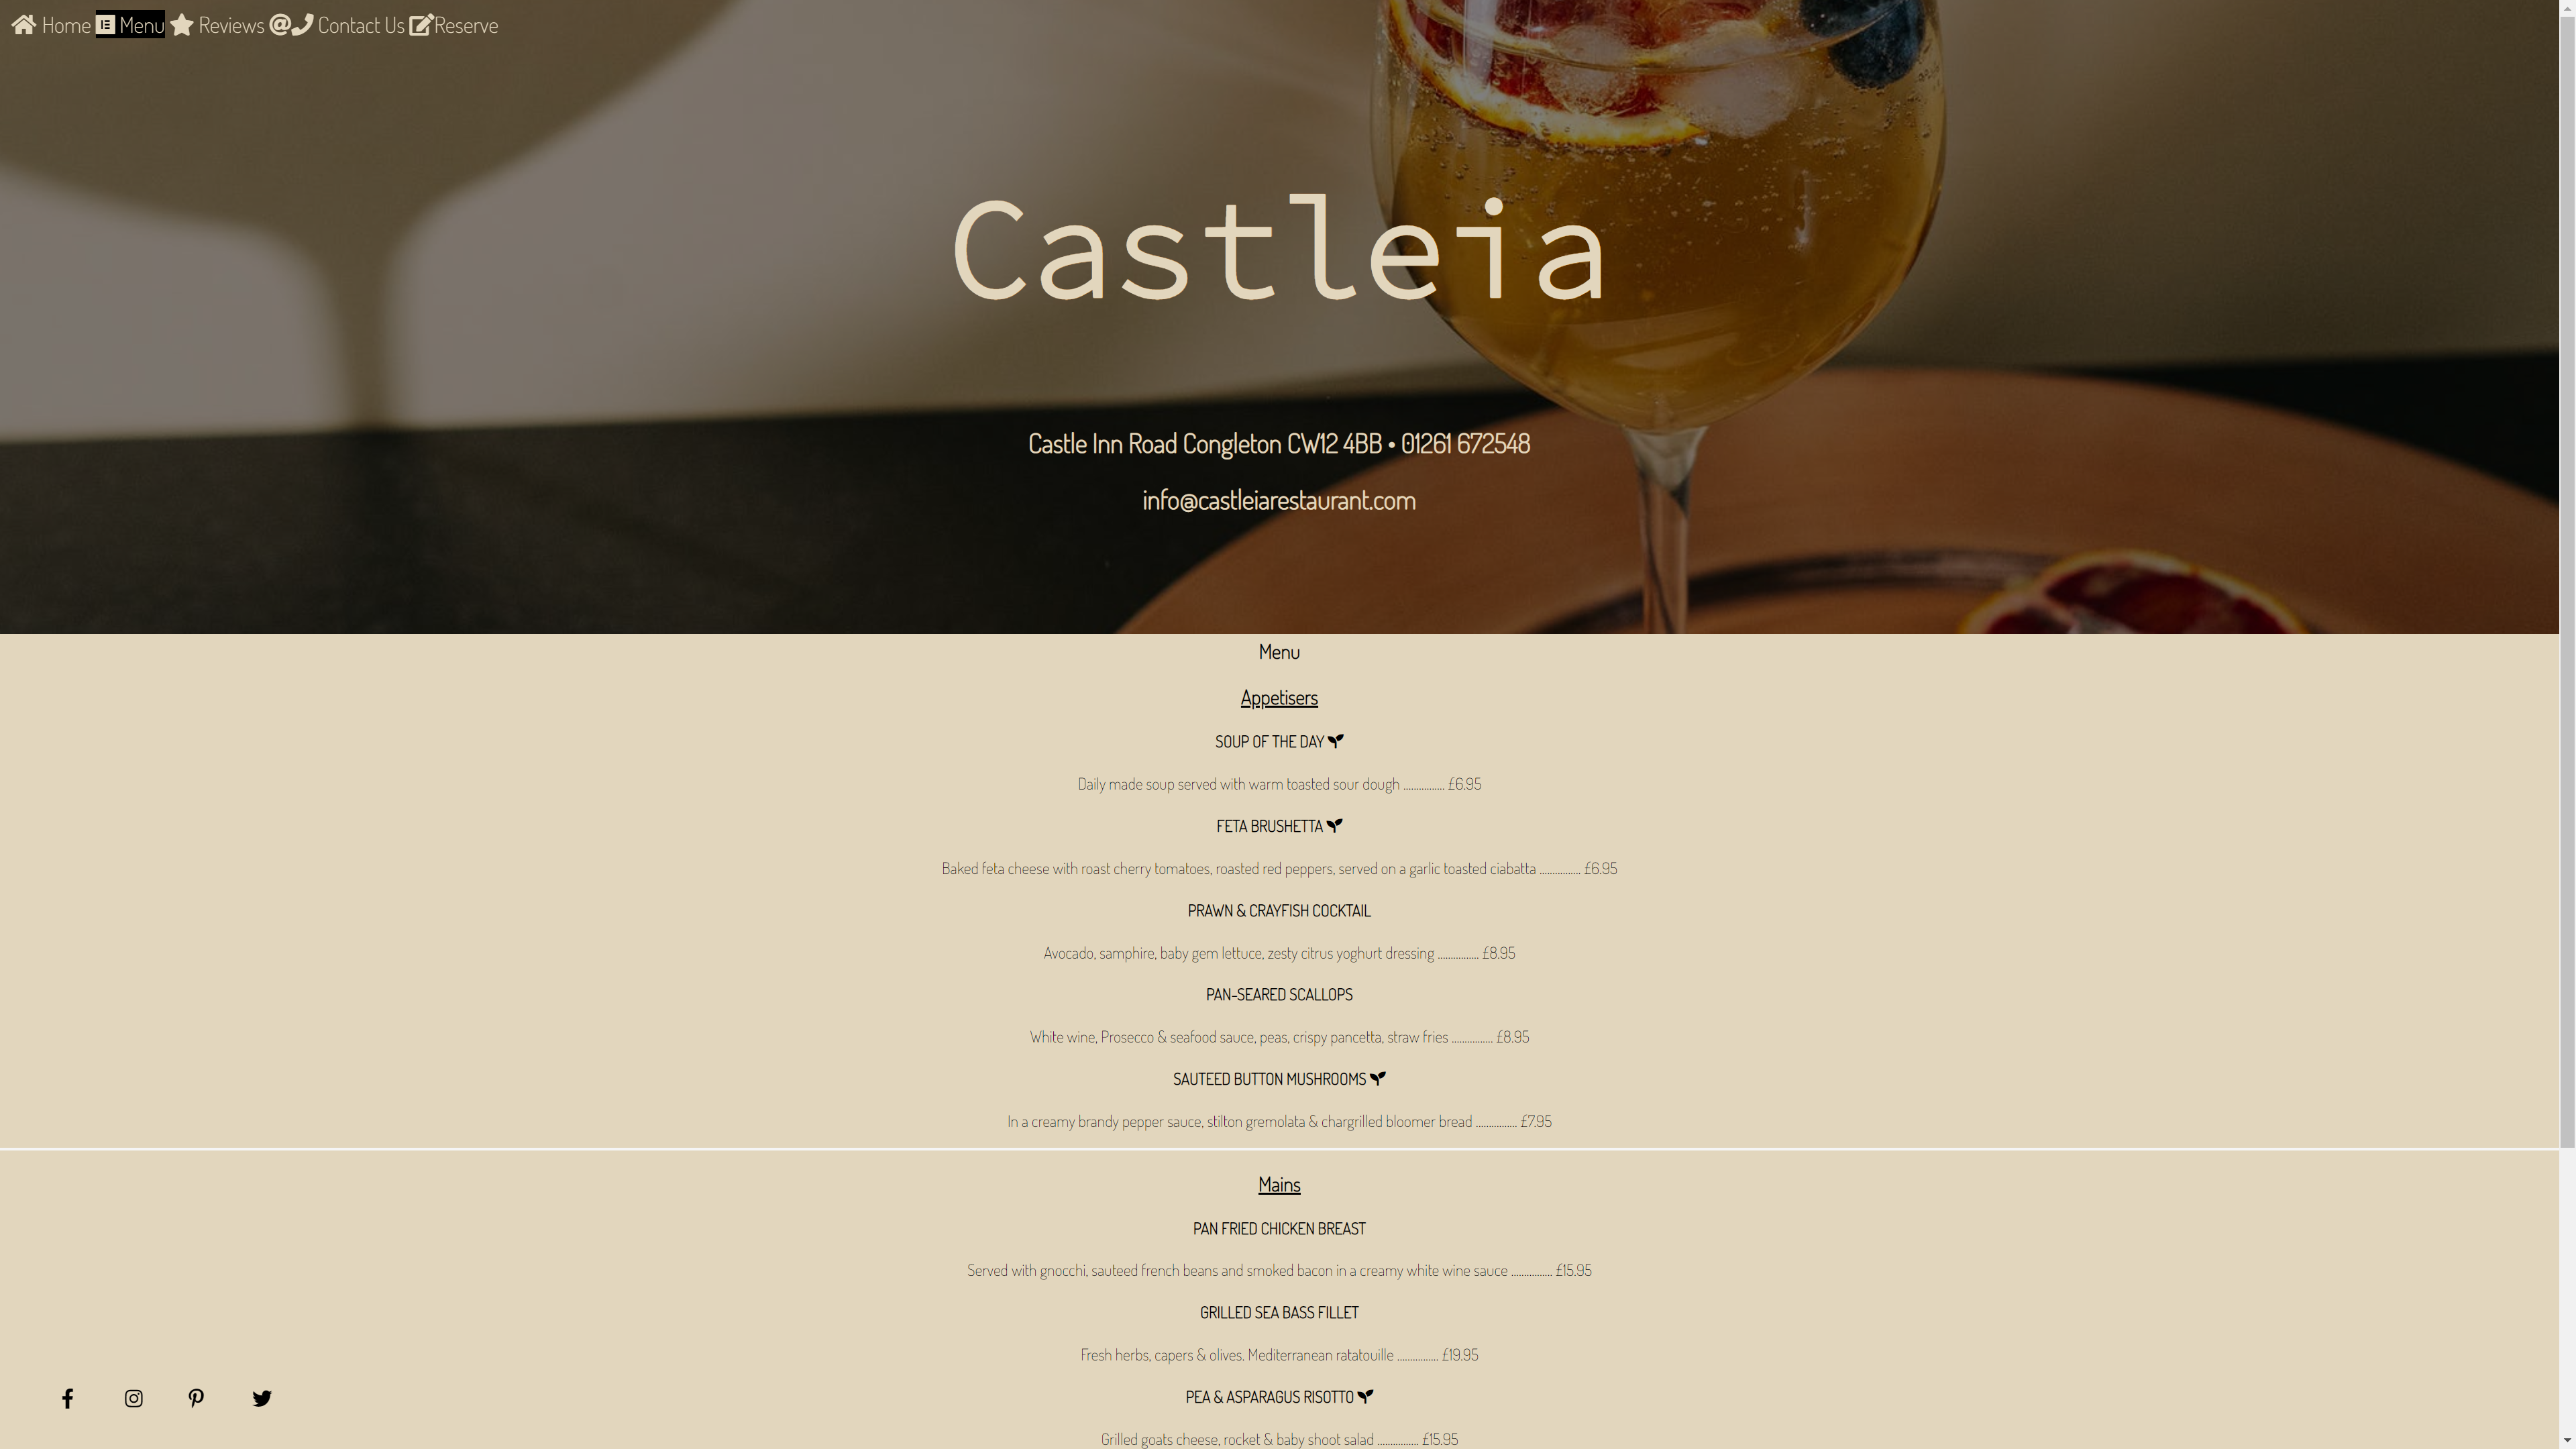 Home Menu Reviews Contact Us Reserve
Castleia
Castle Inn Road Congleton CW12 4BB • 01261 672548
info@castleiarestaurant.com
Menu
Appetisers
SOUP OF THE DAY
Daily made soup served with warm toasted sour dough ................ £6.95
FETA BRUSHETTA
Baked feta cheese with roast cherry tomatoes, roasted red peppers, served on a garlic toasted ciabatta ................ £6.95
PRAWN & CRAYFISH COCKTAIL
Avocado, samphire, baby gem lettuce, zesty citrus yoghurt dressing ................ £8.95
PAN-SEARED SCALLOPS
White wine, Prosecco & seafood sauce, peas, crispy pancetta, straw fries ................ £8.95
SAUTEED BUTTON MUSHROOMS
In a creamy brandy pepper sauce, stilton gremolata & chargrilled bloomer bread ................ £7.95
Mains
PAN FRIED CHICKEN BREAST
Served with gnocchi, sauteed french beans and smoked bacon in a creamy white wine sauce ................ £15.95
GRILLED SEA BASS FILLET
Fresh herbs, capers & olives. Mediterranean ratatouille ................ £19.95
PEA & ASPARAGUS RISOTTO
Grilled goats cheese, rocket & baby shoot salad ................ £15.95